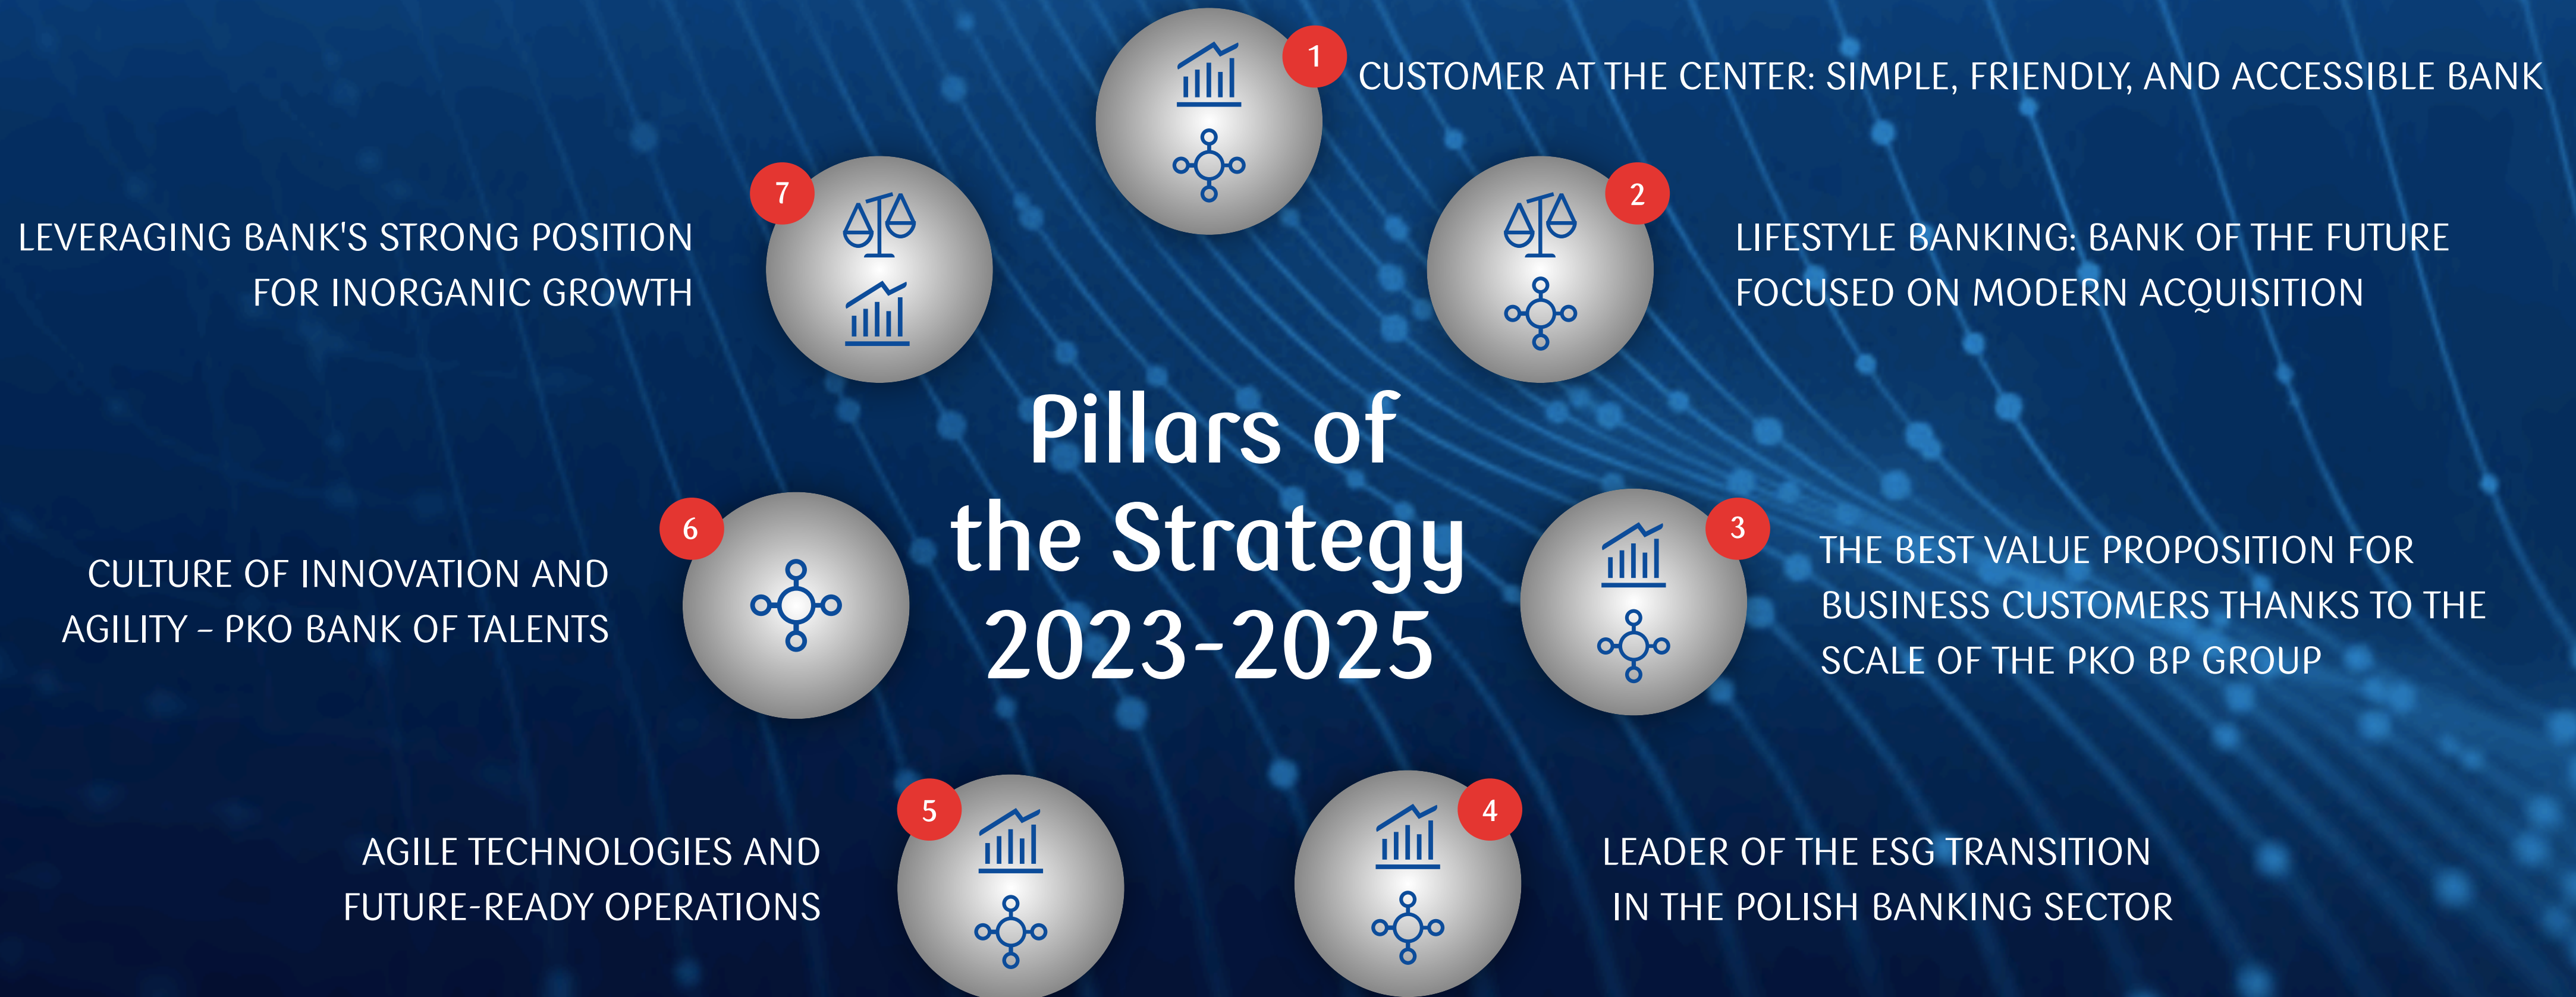 1
CUSTOMER AT THE CENTER: SIMPLE, FRIENDLY, AND ACCESSIBLE BANK
2
LIFESTYLE BANKING: BANK OF THE FUTURE
FOCUSED ON MODERN ACQUISITION
3
THE BEST VALUE PROPOSITION FOR
BUSINESS CUSTOMERS THANKS TO THE
SCALE OF THE PKO BP GROUP
4
LEADER OF THE ESG TRANSITION
IN THE POLISH BANKING SECTOR
5
AGILE TECHNOLOGIES AND
FUTURE-READY OPERATIONS
6
CULTURE OF INNOVATION AND
AGILITY – PKO BANK OF TALENTS
7
LEVERAGING BANK'S STRONG POSITION
FOR INORGANIC GROWTH
Pillars of
the Strategy
2023-2025